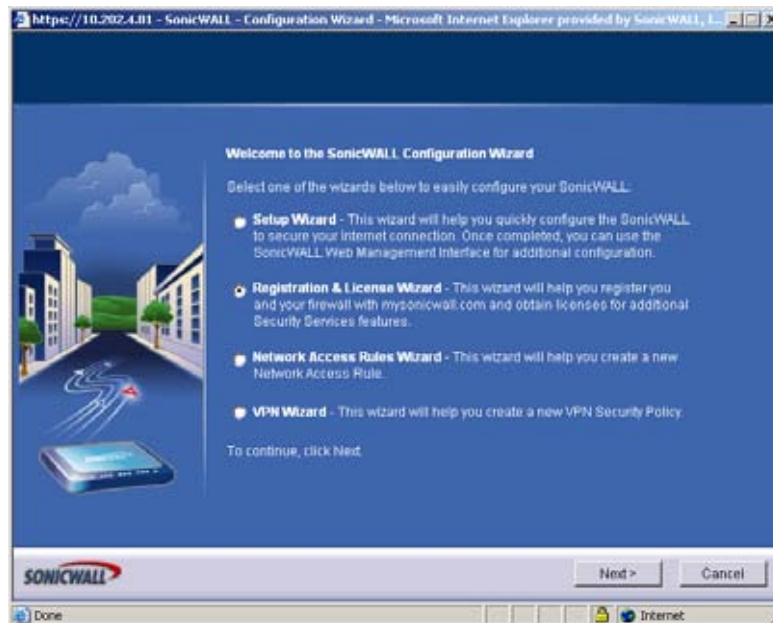 https://10.202.4.81 - SonicWALL - Configuration Wizard - Microsoft Internet Explorer provided by SonicWALL, I...
Welcome to the SonicWALL Configuration Wizard
Select one of the wizards below to easily configure your SonicWALL:
Setup Wizard - This wizard will help you quickly configure the SonicWALL
to secure your Internet connection. Once completed, you can use the
SonicWALL Web Management Interface for additional configuration.
Registration & License Wizard - This wizard will help you register you
and your firewall with mysonicwall.com and obtain licenses for additional
Security Services features.
Network Access Rules Wizard - This wizard will help you create a new
Network Access Rule.
VPN Wizard - This wizard will help you create a new VPN Security Policy.
To continue, click Next
SONICWALL
Next >
Cancel
Done
Internet